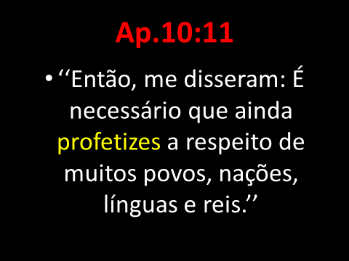 Ap.10:11
• ‘‘Então, me disseram: É
necessário que ainda
profetizes a respeito de
muitos povos, nações,
línguas e reis.’’